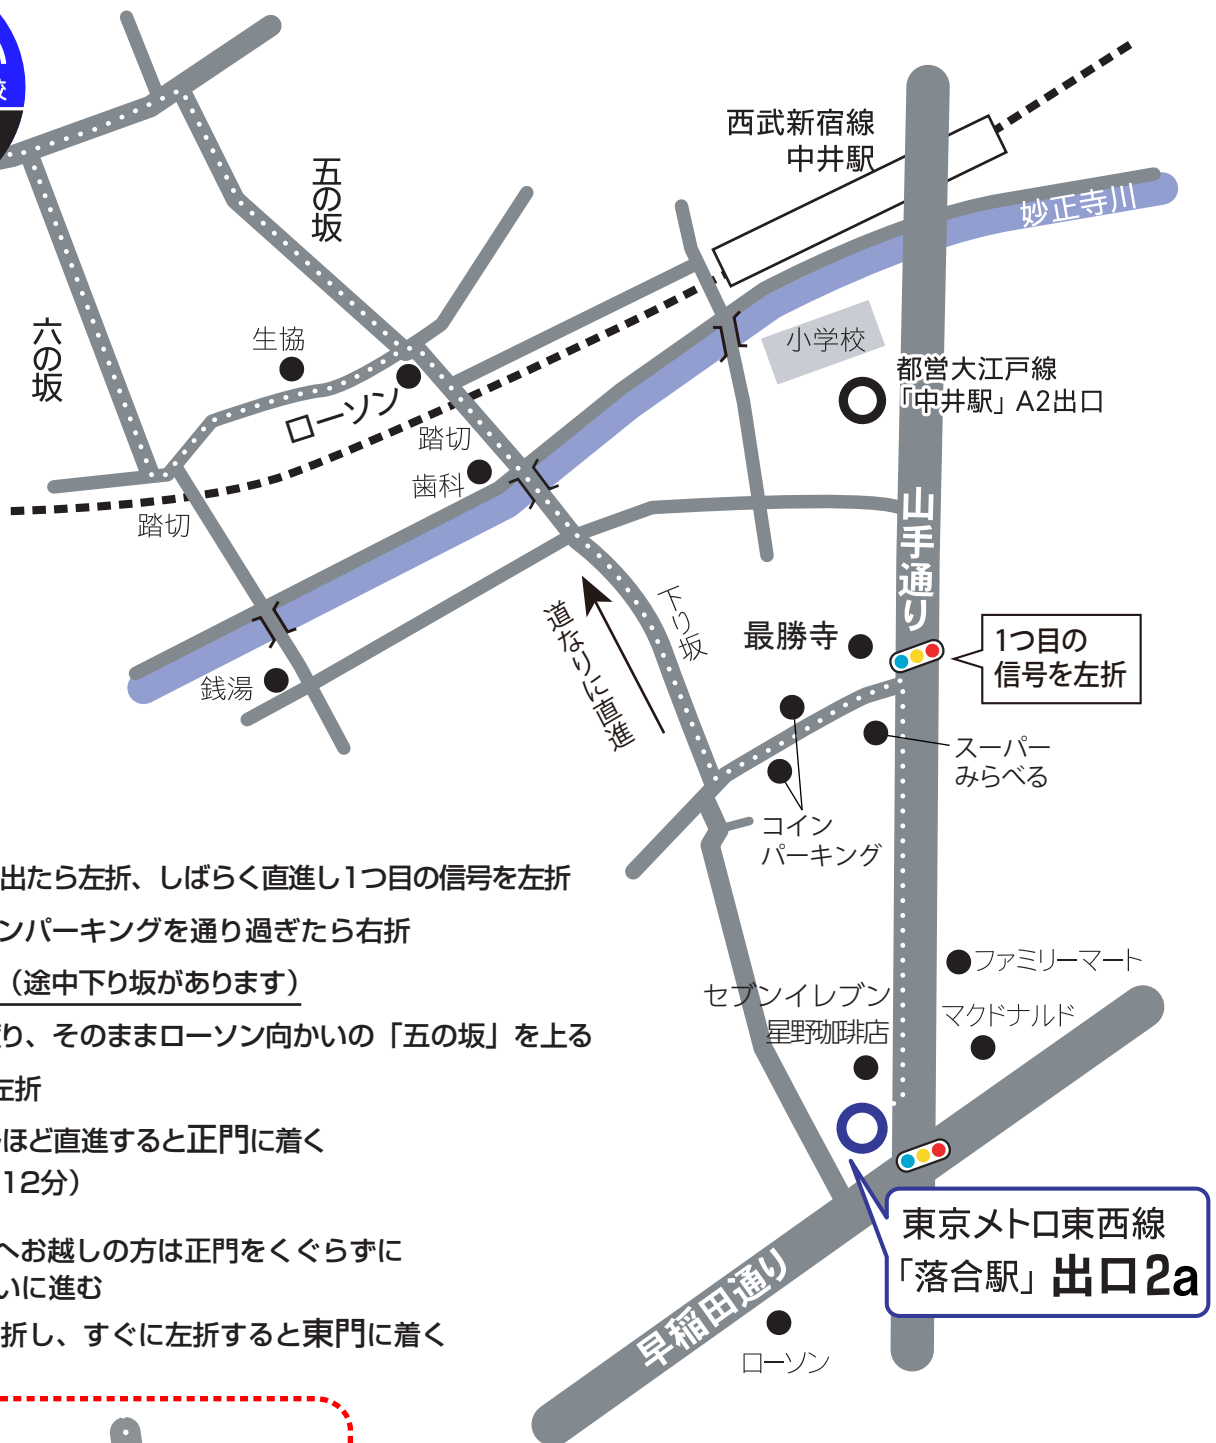 校
五の坂
六の坂
西武新宿線
中井駅
妙正寺川
生協
ローソン
小学校
都営大江戸線
「中井駅」A2出口
踏切
歯科
踏切
山手通り
下り坂
道なりに直進
最勝寺
1つ目の
信号を左折
銭湯
スーパー
みらべる
コイン
パーキング
出たら左折、しばらく直進し1つ目の信号を左折
ンパーキングを通り過ぎたら右折
（途中下り坂があります）
り、そのままローソン向かいの「五の坂」を上る
左折
ほど直進すると正門に着く
12分）
へお越しの方は正門をくぐらずに
いに進む
折し、すぐに左折すると東門に着く
ファミリーマート
セブンイレブン
星野珈琲店
マクドナルド
東京メトロ東西線
「落合駅」出口2a
早稲田通り
ローソン